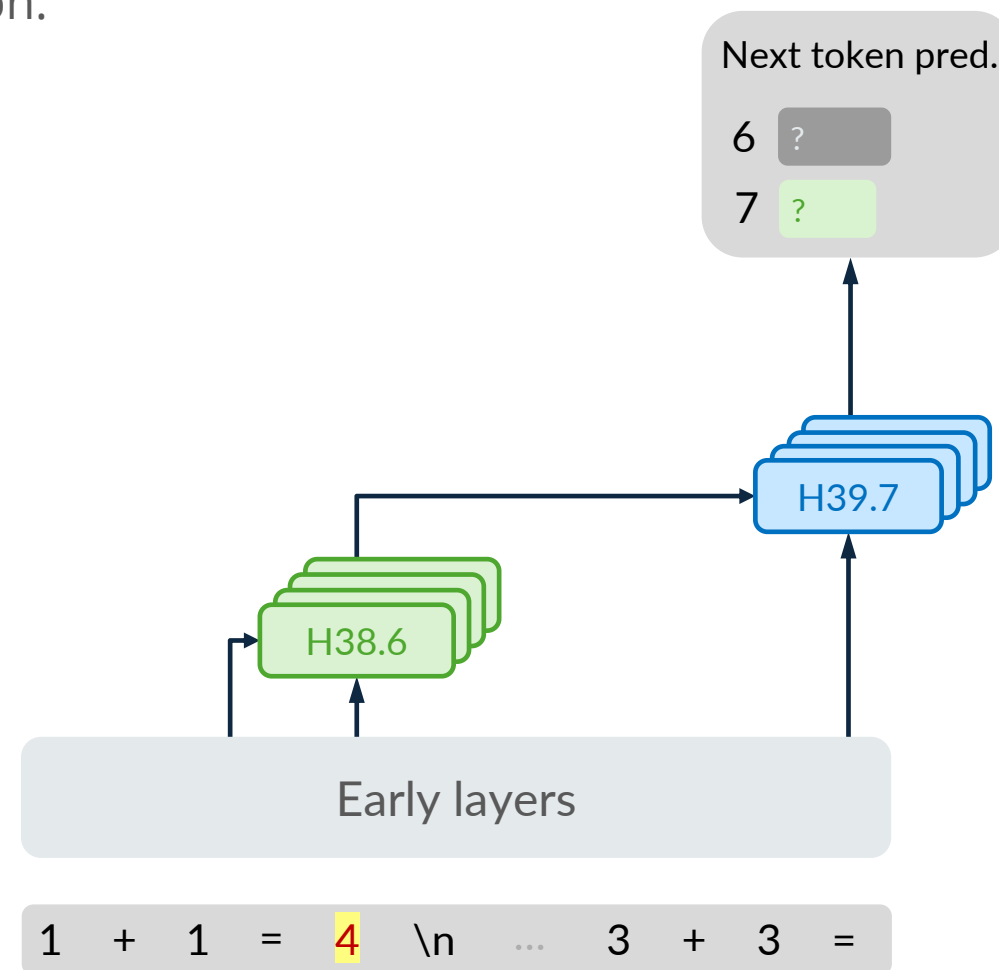 on.
Next token pred.
6 ?
7 ?
H39.7
H38.6
Early layers
1 + 1 = 4 \n ... 3 + 3 =